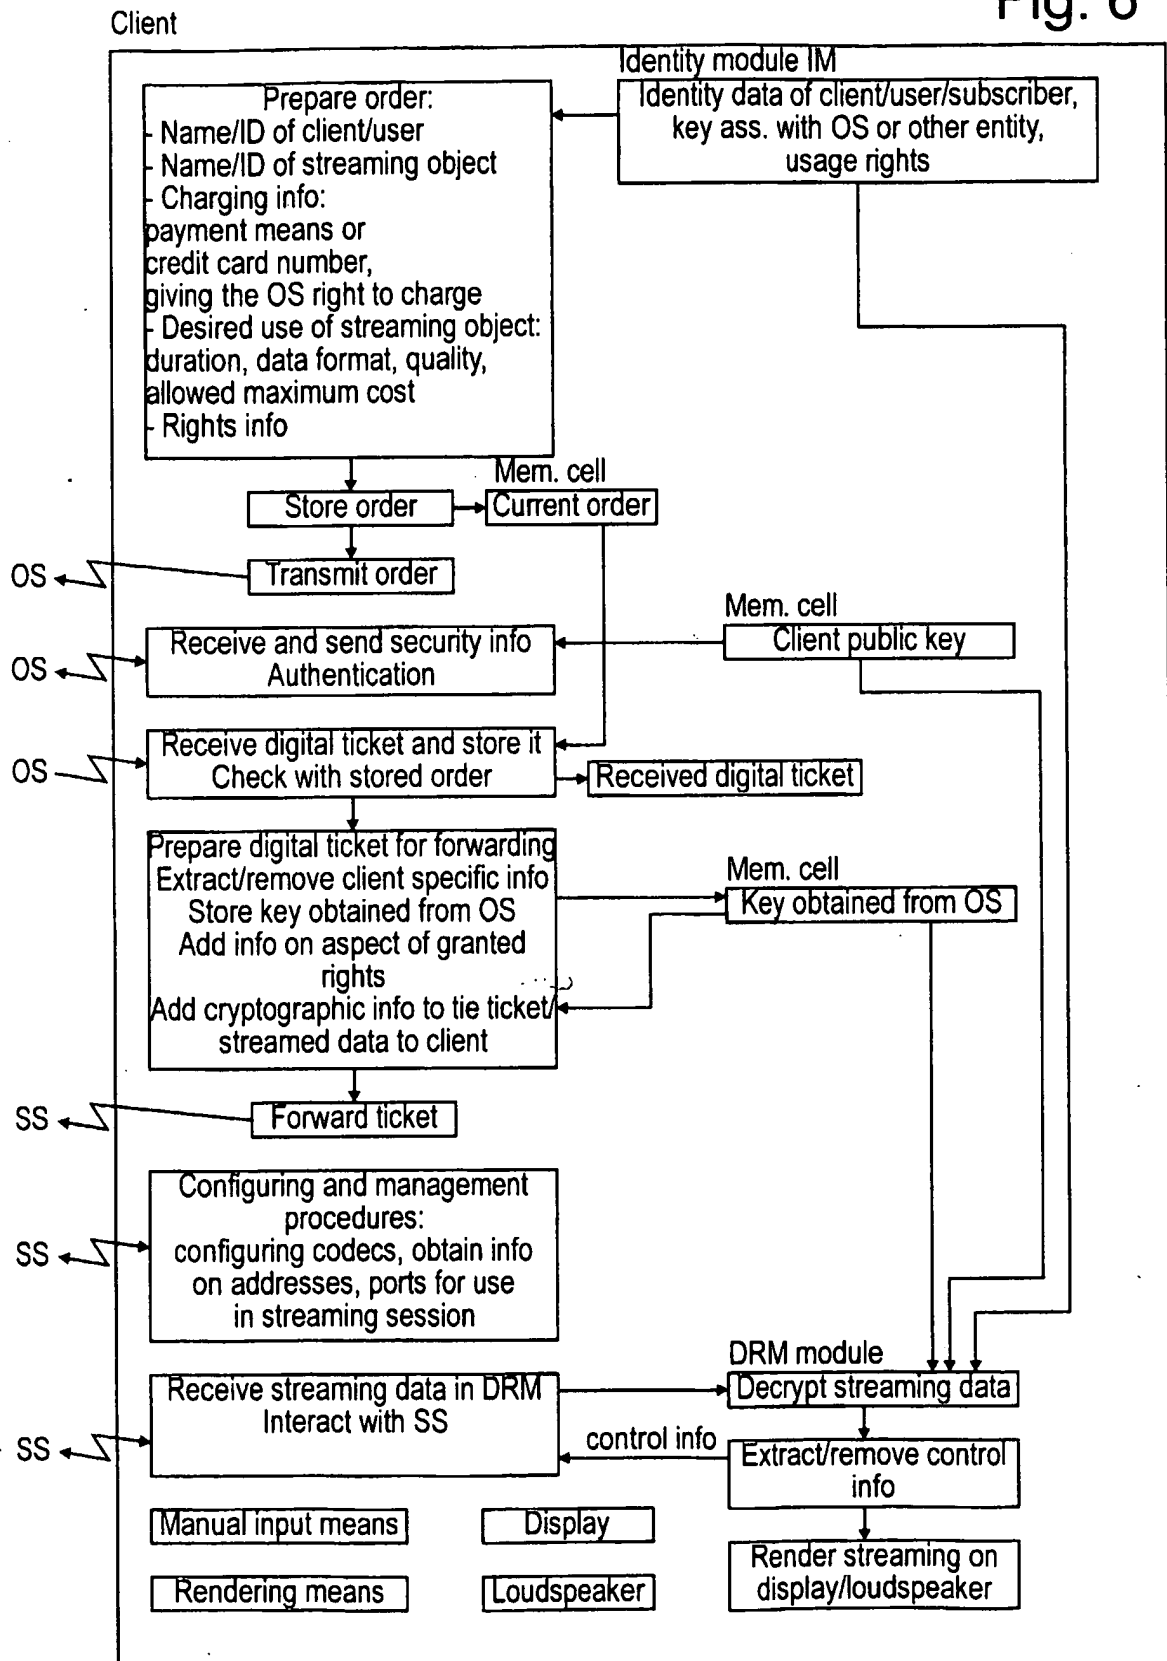 Fig. 6
Client
Identity module IM
Prepare order:
- Name/ID of client/user
- Name/ID of streaming object
- Charging info:
payment means or
credit card number,
giving the OS right to charge
- Desired use of streaming object:
duration, data format, quality,
allowed maximum cost
- Rights info
Identity data of client/user/subscriber,
key ass. with OS or other entity,
usage rights
Mem. cell
Store order
Current order
OS
Transmit order
Mem. cell
Client public key
OS
Receive and send security info
Authentication
OS
Receive digital ticket and store it
Check with stored order
Received digital ticket
Prepare digital ticket for forwarding
Extract/remove client specific info
Store key obtained from OS
Add info on aspect of granted
rights
Add cryptographic info to tie ticket/
streamed data to client
Mem. cell
Key obtained from OS
SS
Forward ticket
SS
Configuring and management
procedures:
configuring codecs, obtain info
on addresses, ports for use
in streaming session
DRM module
Receive streaming data in DRM
Interact with SS
Decrypt streaming data
SS
control info
Extract/remove control
info
Manual input means
Display
Render streaming on
display/loudspeaker
Rendering means
Loudspeaker